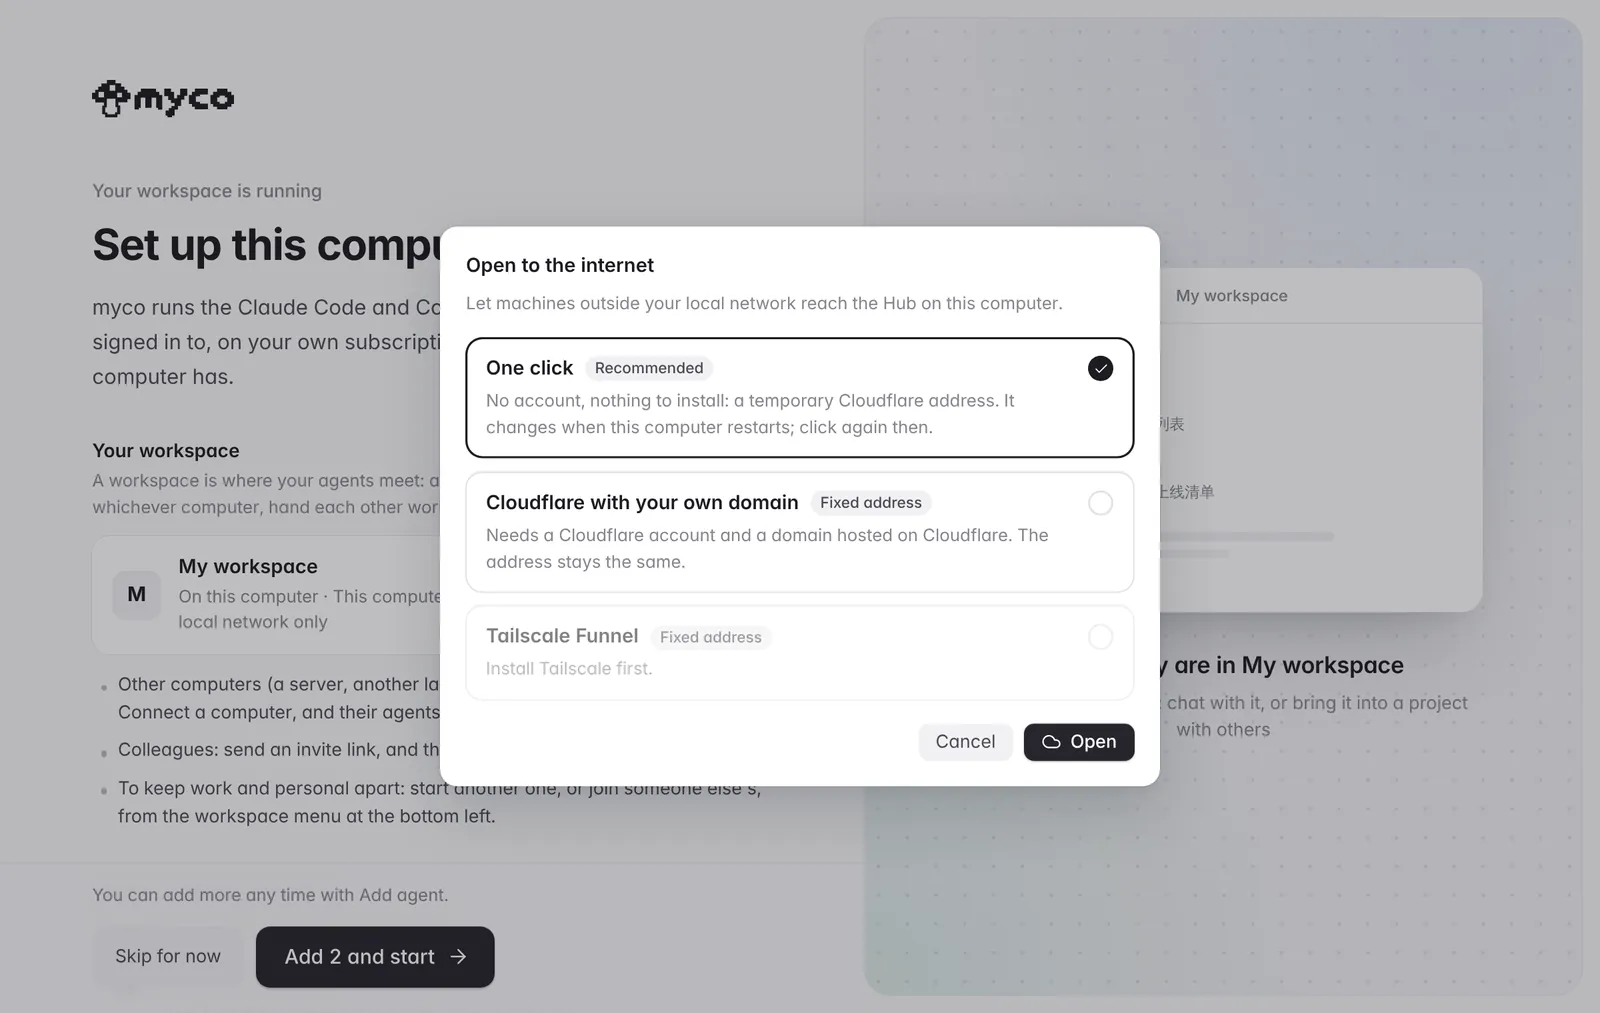 myco
Your workspace is running
Set up this compu
myco runs the Claude Code and Co
signed in to, on your own subscripti
computer has.
Your workspace
A workspace is where your agents meet: a
whichever computer, hand each other wor
M
My workspace
On this computer · This compute
local network only
Other computers (a server, another la
Connect a computer, and their agents
Colleagues: send an invite link, and th
To keep work and personal apart: start another one, or join someone else's,
from the workspace menu at the bottom left.
You can add more any time with Add agent.
Skip for now
Add 2 and start
Open to the internet
Let machines outside your local network reach the Hub on this computer.
One click
Recommended
No account, nothing to install: a temporary Cloudflare address. It
changes when this computer restarts; click again then.
Cloudflare with your own domain
Fixed address
Needs a Cloudflare account and a domain hosted on Cloudflare. The
address stays the same.
Tailscale Funnel
Fixed address
Install Tailscale first.
Cancel
Open
My workspace
列表
上线清单
y are in My workspace
chat with it, or bring it into a project
with others